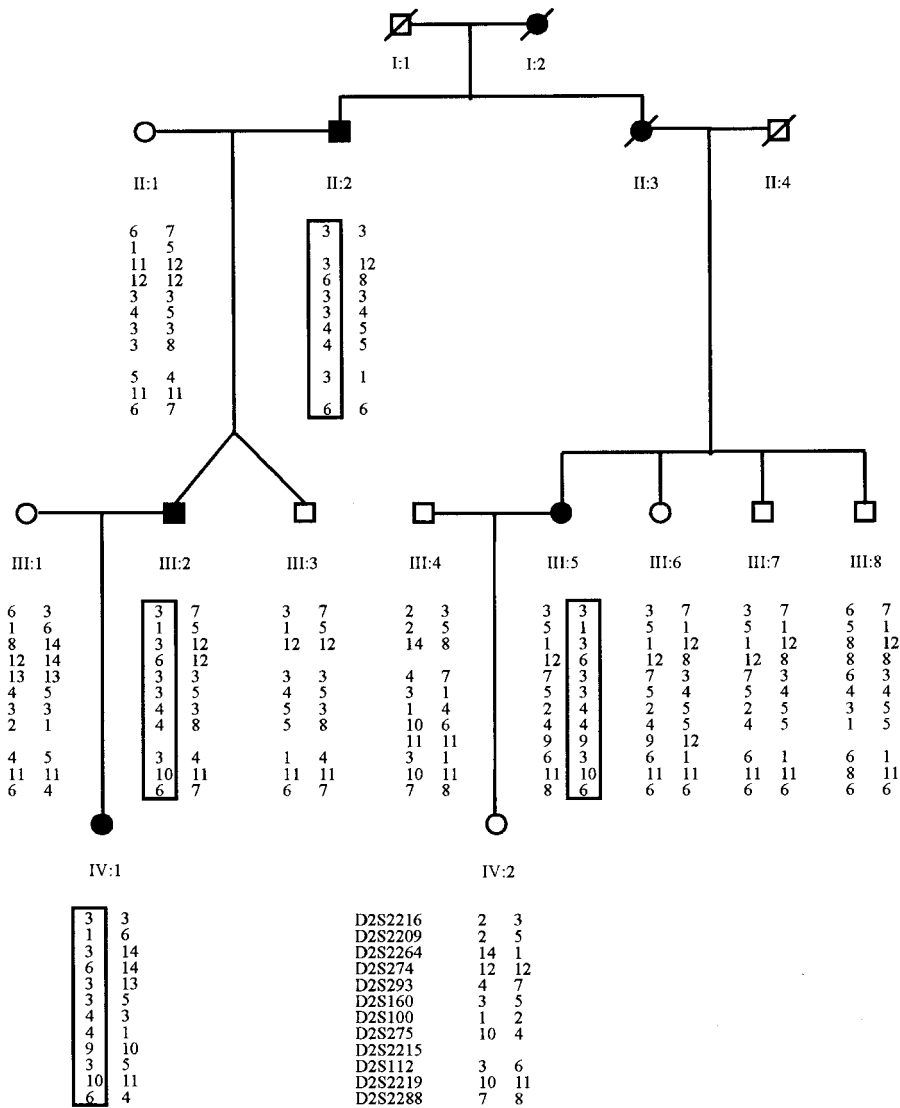 I:1 I:2
II:1 II:2 II:3 II:4
6 7 3 3
1 5
11 12 3 12
12 12 6 8
3 3 3 3
4 5 3 4
3 3 4 5
3 8 4 5
5 4 3 1
11 11
6 7 6 6
III:1 III:2 III:3 III:4 III:5 III:6 III:7 III:8
6 3 3 7 3 7 2 3 3 3 3 7 3 7 6 7
1 6 1 5 1 5 2 5 5 1 5 1 5 1 5 1
8 14 3 12 12 12 14 8 1 3 1 12 1 12 8 12
12 14 6 12 12 6 12 8 12 8 8 8
13 13 3 3 3 3 4 7 7 3 7 3 7 3 6 3
4 5 3 5 4 5 3 1 5 3 5 4 5 4 4 4
3 3 4 3 5 3 1 4 2 4 2 5 2 5 3 5
2 1 4 8 5 8 10 6 4 4 4 5 4 5 1 5
11 11 9 9 9 12
4 5 3 4 1 4 3 1 6 3 6 1 6 1 6 1
11 11 10 11 11 11 10 11 11 10 11 11 11 11 8 11
6 4 6 7 6 7 7 8 8 6 6 6 6 6 6 6
IV:1 IV:2
3 3 D2S2216 2 3
1 6 D2S2209 2 5
3 14 D2S2264 14 1
6 14 D2S274 12 12
3 13 D2S293 4 7
3 5 D2S160 3 5
4 3 D2S100 1 2
4 1 D2S275 10 4
9 10 D2S2215
3 5 D2S112 3 6
10 11 D2S2219 10 11
6 4 D2S2288 7 8